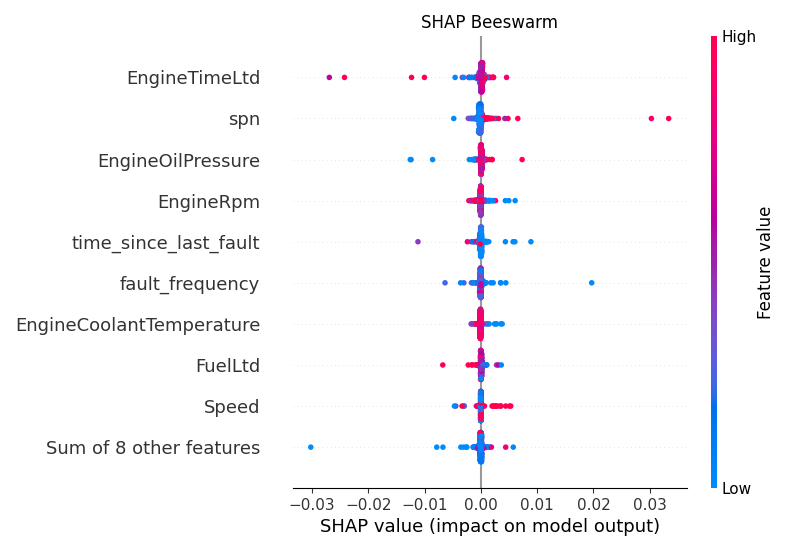 SHAP Beeswarm
High
EngineTimeLtd
spn
EngineOilPressure
EngineRpm
time_since_last_fault
fault_frequency
EngineCoolantTemperature
FuelLtd
Speed
Sum of 8 other features
Feature value
Low
−0.03 −0.02 −0.01 0.00 0.01 0.02 0.03
SHAP value (impact on model output)